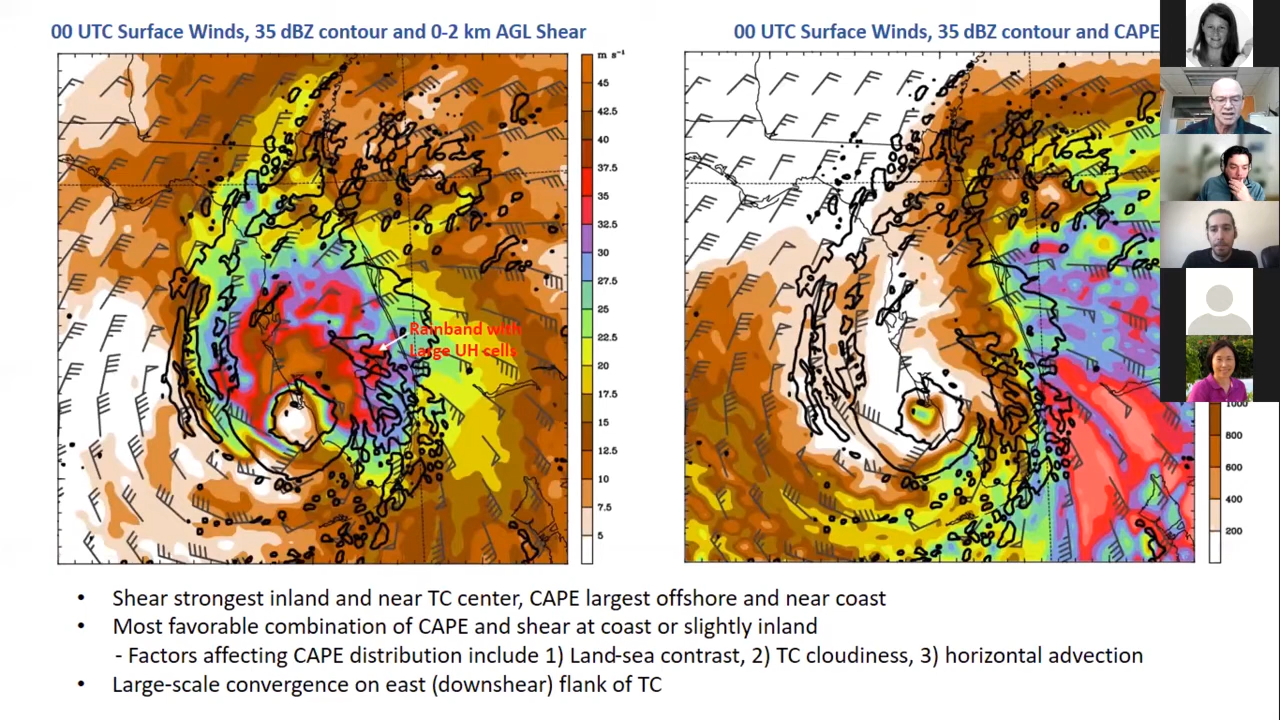 00 UTC Surface Winds, 35 dBZ contour and 0-2 km AGL Shear
00 UTC Surface Winds, 35 dBZ contour and CAPE
m s⁻¹
45
42.5
40
37.5
35
32.5
30
27.5
25
22.5
20
17.5
15
12.5
10
7.5
5
Rainband with
Large UH cells
1000
800
600
400
200
• Shear strongest inland and near TC center, CAPE largest offshore and near coast
• Most favorable combination of CAPE and shear at coast or slightly inland
- Factors affecting CAPE distribution include 1) Land-sea contrast, 2) TC cloudiness, 3) horizontal advection
• Large-scale convergence on east (downshear) flank of TC